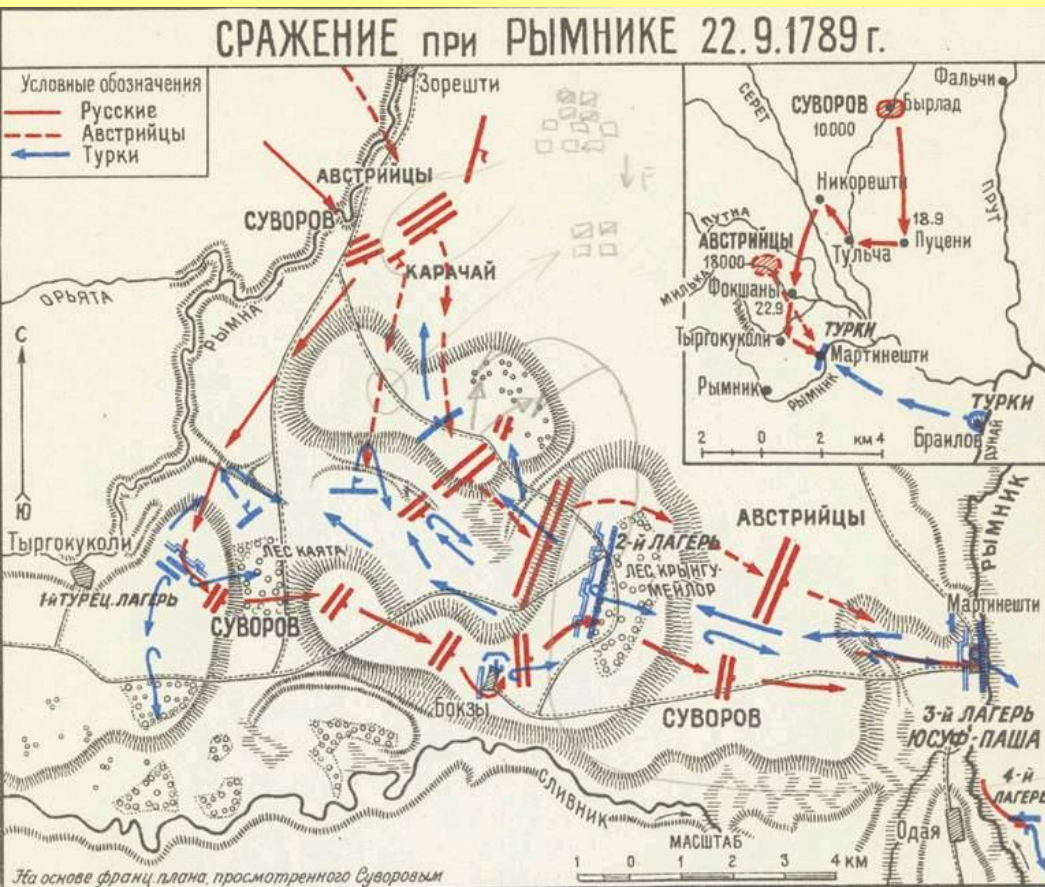 СРАЖЕНИЕ ПРИ РЫМНИКЕ 22.9.1789 г.
Условные обозначения
Русские
Австрийцы
Турки
Зорешти
АВСТРИЙЦЫ
СУВОРОВ
КАРАЧАЙ
ОРЬЯТА
РЫМНА
С
Ю
Тыргокуколи
1-й ТУРЕЦ. ЛАГЕРЬ
ЛЕС КАЯТА
СУВОРОВ
Бокзы
2-й ЛАГЕРЬ
ЛЕС КРЫНГУ-
МЕЙЛОР
АВСТРИЙЦЫ
СУВОРОВ
РЫМНИК
Мартинешти
3-й ЛАГЕРЬ
ЮСУФ-ПАША
4-й
ЛАГЕРЬ
Одая
СЛИВНИК
МАСШТАБ
1 0 1 2 3 4 км
На основе франц. плана, просмотренного Суворовым
Фальчи
СЕРЕТ
СУВОРОВ
10.000
Бырлад
ПРУТ
Никорешти
18.9
Пуцени
Тульча
ПУТНА
АВСТРИЙЦЫ
18000
МИЛЬКА
Фокшаны
22.9
РЫМНА
Тыргокуколи
ТУРКИ
Мартинешти
Рымник
РЫМНИК
ТУРКИ
Браилов
ДУНАЙ
2 0 2 км 4